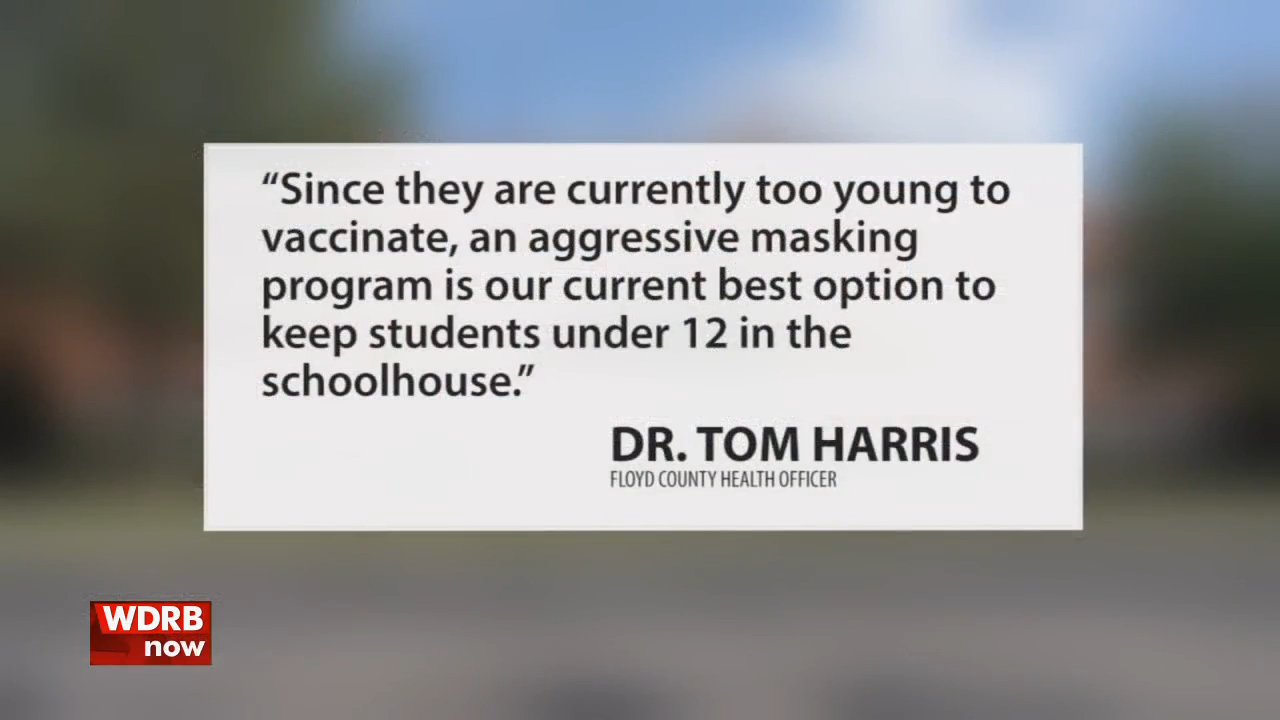 “Since they are currently too young to
vaccinate, an aggressive masking
program is our current best option to
keep students under 12 in the
schoolhouse.”
DR. TOM HARRIS
FLOYD COUNTY HEALTH OFFICER
WDRB
now